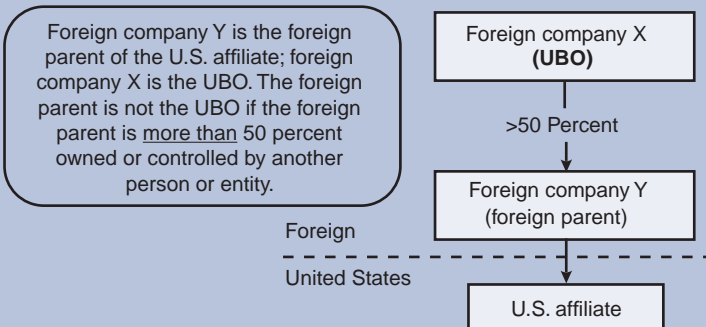 Foreign company Y is the foreign
parent of the U.S. affiliate; foreign
company X is the UBO. The foreign
parent is not the UBO if the foreign
parent is more than 50 percent
owned or controlled by another
person or entity.
Foreign company X
(UBO)
>50 Percent
Foreign company Y
(foreign parent)
Foreign
United States
U.S. affiliate